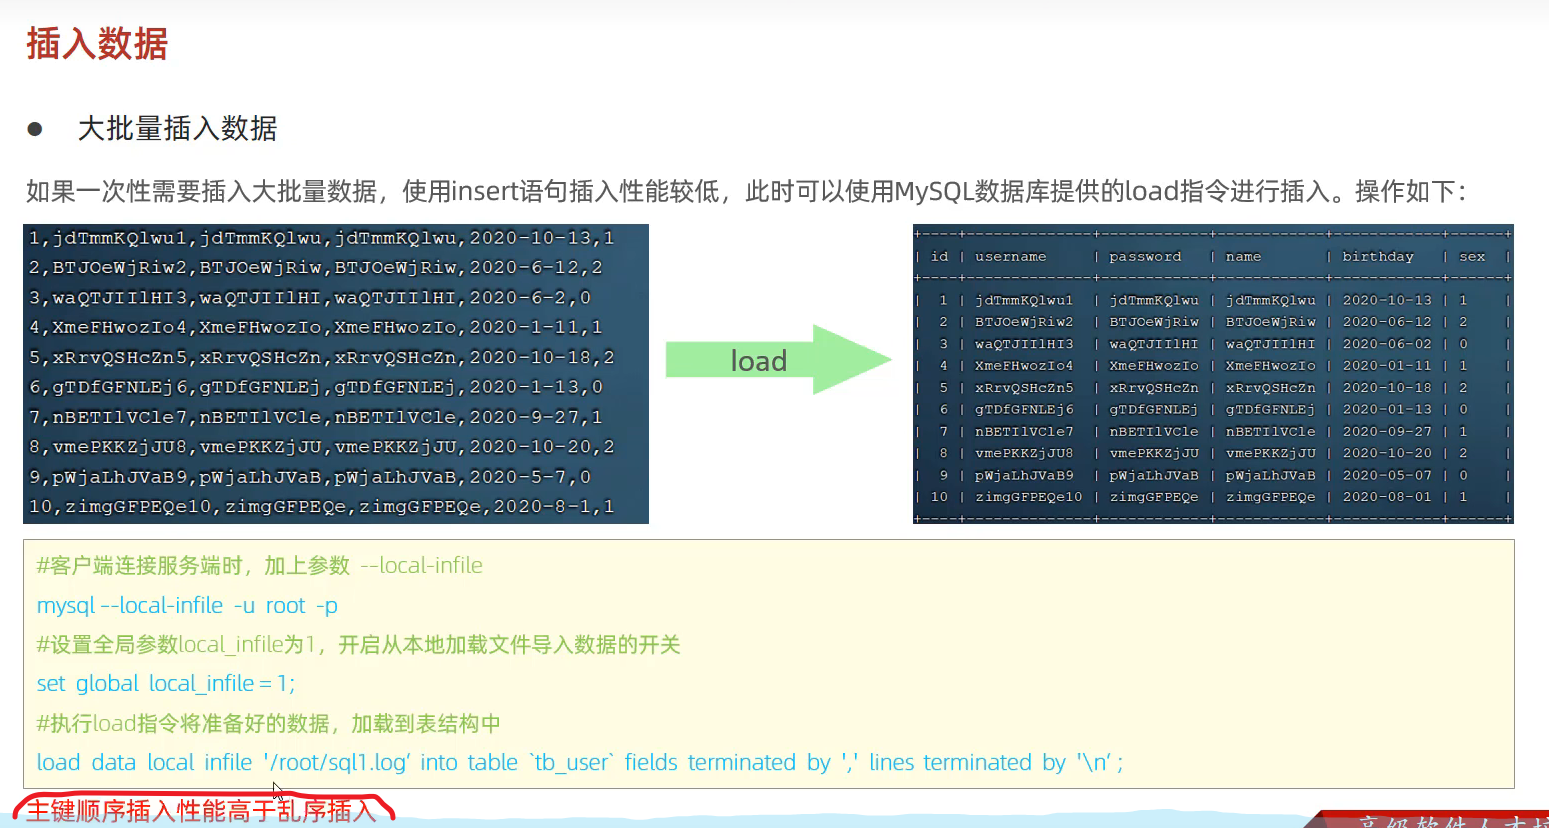 插入数据
● 大批量插入数据
如果一次性需要插入大批量数据，使用insert语句插入性能较低，此时可以使用MySQL数据库提供的load指令进行插入。操作如下：
1,jdTmmKQlwu1,jdTmmKQlwu,jdTmmKQlwu,2020-10-13,1
2,BTJOeWjRiw2,BTJOeWjRiw,BTJOeWjRiw,2020-6-12,2
3,waQTJIIlHI3,waQTJIIlHI,waQTJIIlHI,2020-6-2,0
4,XmeFHwozIo4,XmeFHwozIo,XmeFHwozIo,2020-1-11,1
5,xRrvQSHcZn5,xRrvQSHcZn,xRrvQSHcZn,2020-10-18,2
6,gTDfGFNLEj6,gTDfGFNLEj,gTDfGFNLEj,2020-1-13,0
7,nBETIlVCle7,nBETIlVCle,nBETIlVCle,2020-9-27,1
8,vmePKKZjJU8,vmePKKZjJU,vmePKKZjJU,2020-10-20,2
9,pWjaLhJVaB9,pWjaLhJVaB,pWjaLhJVaB,2020-5-7,0
10,zimgGFPEQe10,zimgGFPEQe,zimgGFPEQe,2020-8-1,1
load
| id | username | password | name | birthday | sex |
| 1 | jdTmmKQlwu1 | jdTmmKQlwu | jdTmmKQlwu | 2020-10-13 | 1 |
| 2 | BTJOeWjRiw2 | BTJOeWjRiw | BTJOeWjRiw | 2020-06-12 | 2 |
| 3 | waQTJIIlHI3 | waQTJIIlHI | waQTJIIlHI | 2020-06-02 | 0 |
| 4 | XmeFHwozIo4 | XmeFHwozIo | XmeFHwozIo | 2020-01-11 | 1 |
| 5 | xRrvQSHcZn5 | xRrvQSHcZn | xRrvQSHcZn | 2020-10-18 | 2 |
| 6 | gTDfGFNLEj6 | gTDfGFNLEj | gTDfGFNLEj | 2020-01-13 | 0 |
| 7 | nBETIlVCle7 | nBETIlVCle | nBETIlVCle | 2020-09-27 | 1 |
| 8 | vmePKKZjJU8 | vmePKKZjJU | vmePKKZjJU | 2020-10-20 | 2 |
| 9 | pWjaLhJVaB9 | pWjaLhJVaB | pWjaLhJVaB | 2020-05-07 | 0 |
| 10 | zimgGFPEQe10 | zimgGFPEQe | zimgGFPEQe | 2020-08-01 | 1 |
#客户端连接服务端时，加上参数 --local-infile
mysql --local-infile -u root -p
#设置全局参数local_infile为1，开启从本地加载文件导入数据的开关
set global local_infile = 1;
#执行load指令将准备好的数据，加载到表结构中
load data local infile '/root/sql1.log' into table `tb_user` fields terminated by ',' lines terminated by '\n' ;
主键顺序插入性能高于乱序插入
高级软件人才培